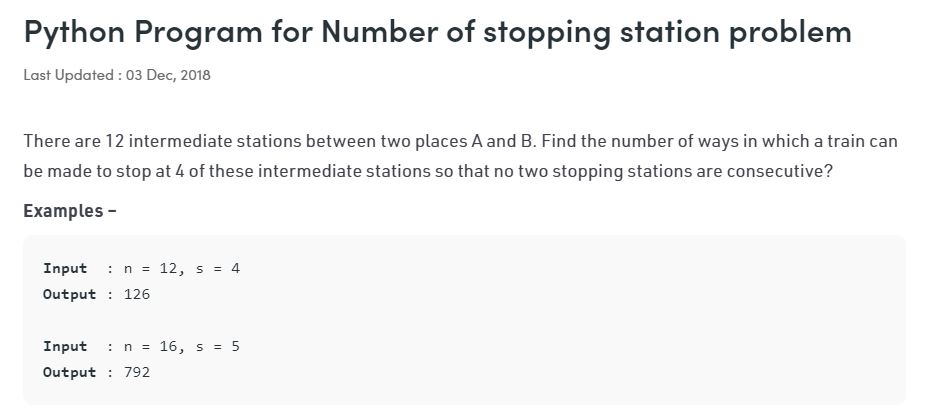 Python Program for Number of stopping station problem
Last Updated : 03 Dec, 2018
There are 12 intermediate stations between two places A and B. Find the number of ways in which a train can
be made to stop at 4 of these intermediate stations so that no two stopping stations are consecutive?
Examples –
Input  : n = 12, s = 4
Output : 126
Input  : n = 16, s = 5
Output : 792